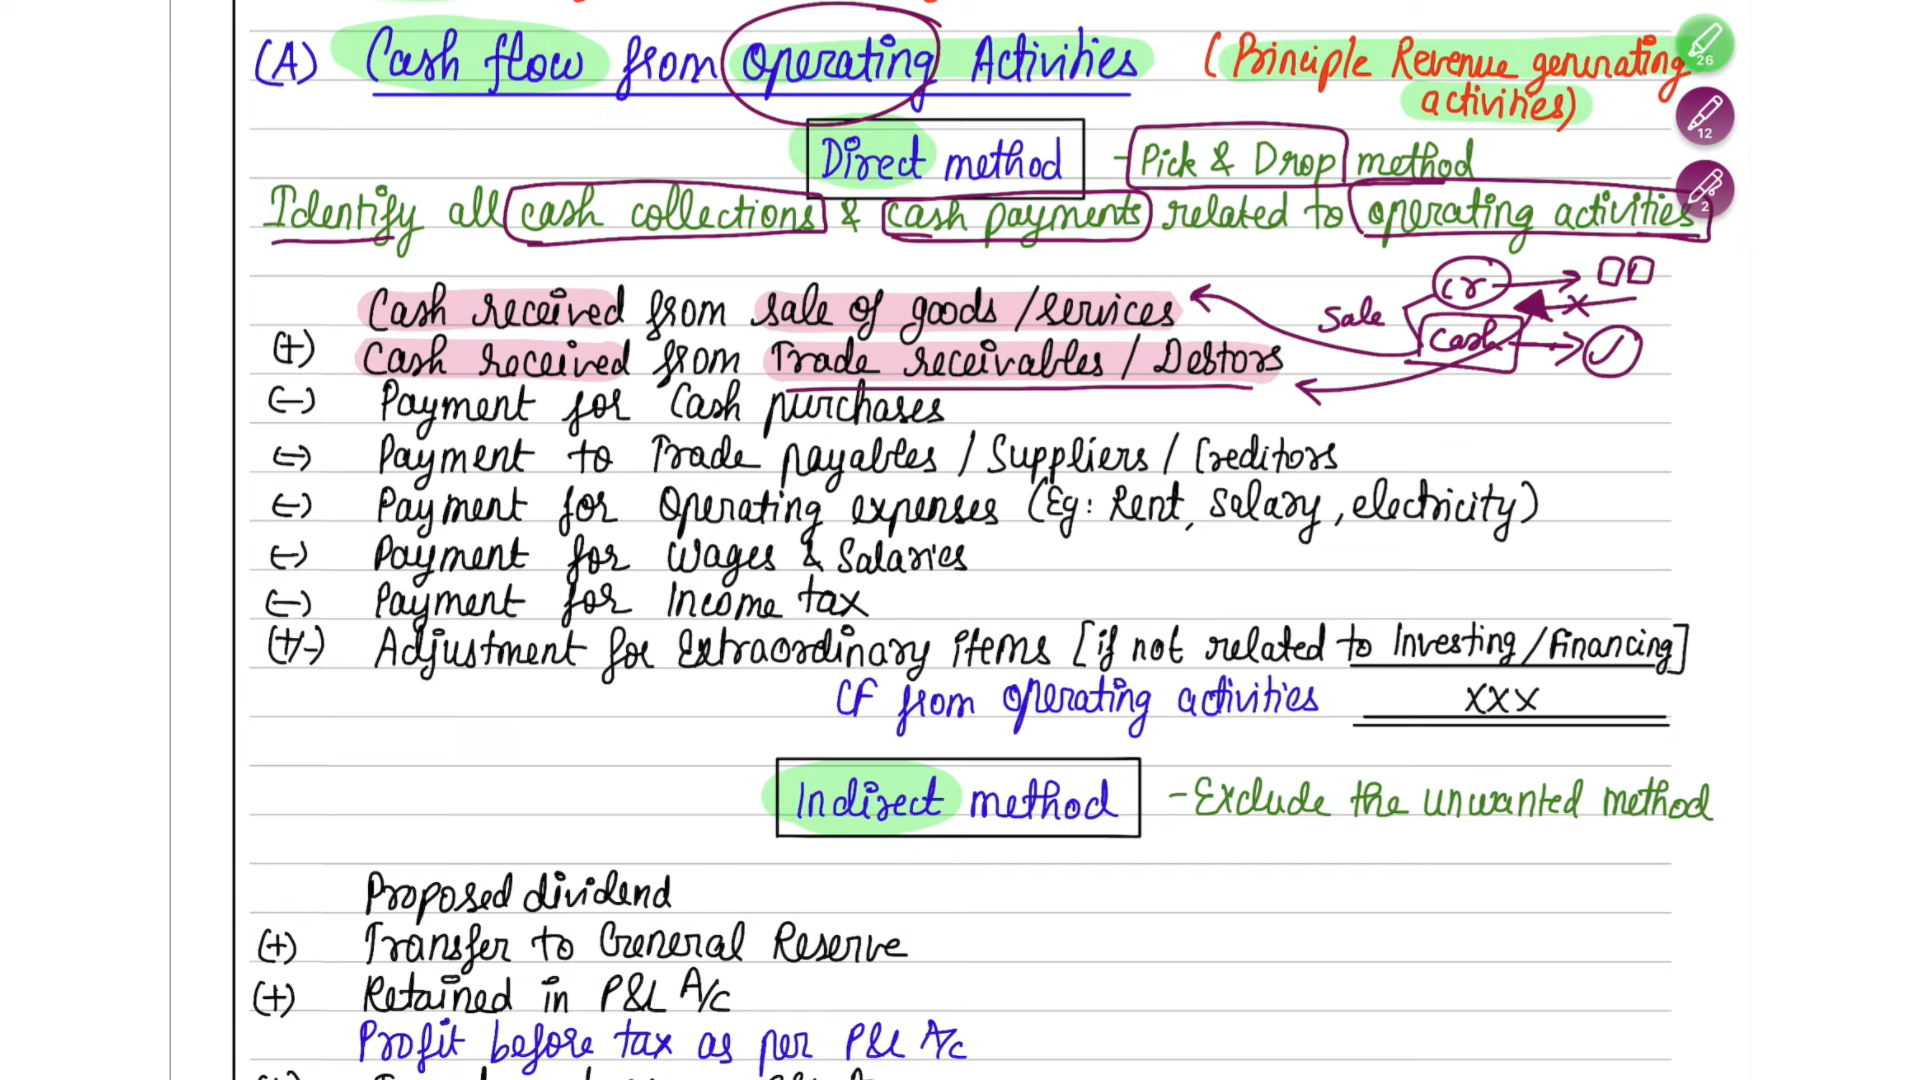 (A) Cash flow from Operating Activities (Principle Revenue generating
activities)
Direct method - Pick & Drop method
Identify all cash collections & cash payments related to operating activities
Cash received from sale of goods / services
Sale
cr
Cash
(+) Cash received from Trade receivables / Debtors
(-) Payment for Cash purchases
(-) Payment to Trade payables / Suppliers / Creditors
(-) Payment for Operating expenses (Eg: Rent, Salary, electricity)
(-) Payment for Wages & Salaries
(-) Payment for Income tax
(+/-) Adjustment for Extraordinary items [if not related to Investing / Financing]
CF from operating activities XXX
Indirect method - Exclude the unwanted method
Proposed dividend
(+) Transfer to General Reserve
(+) Retained in P&L A/c
Profit before tax as per P&L A/c
26
12
2